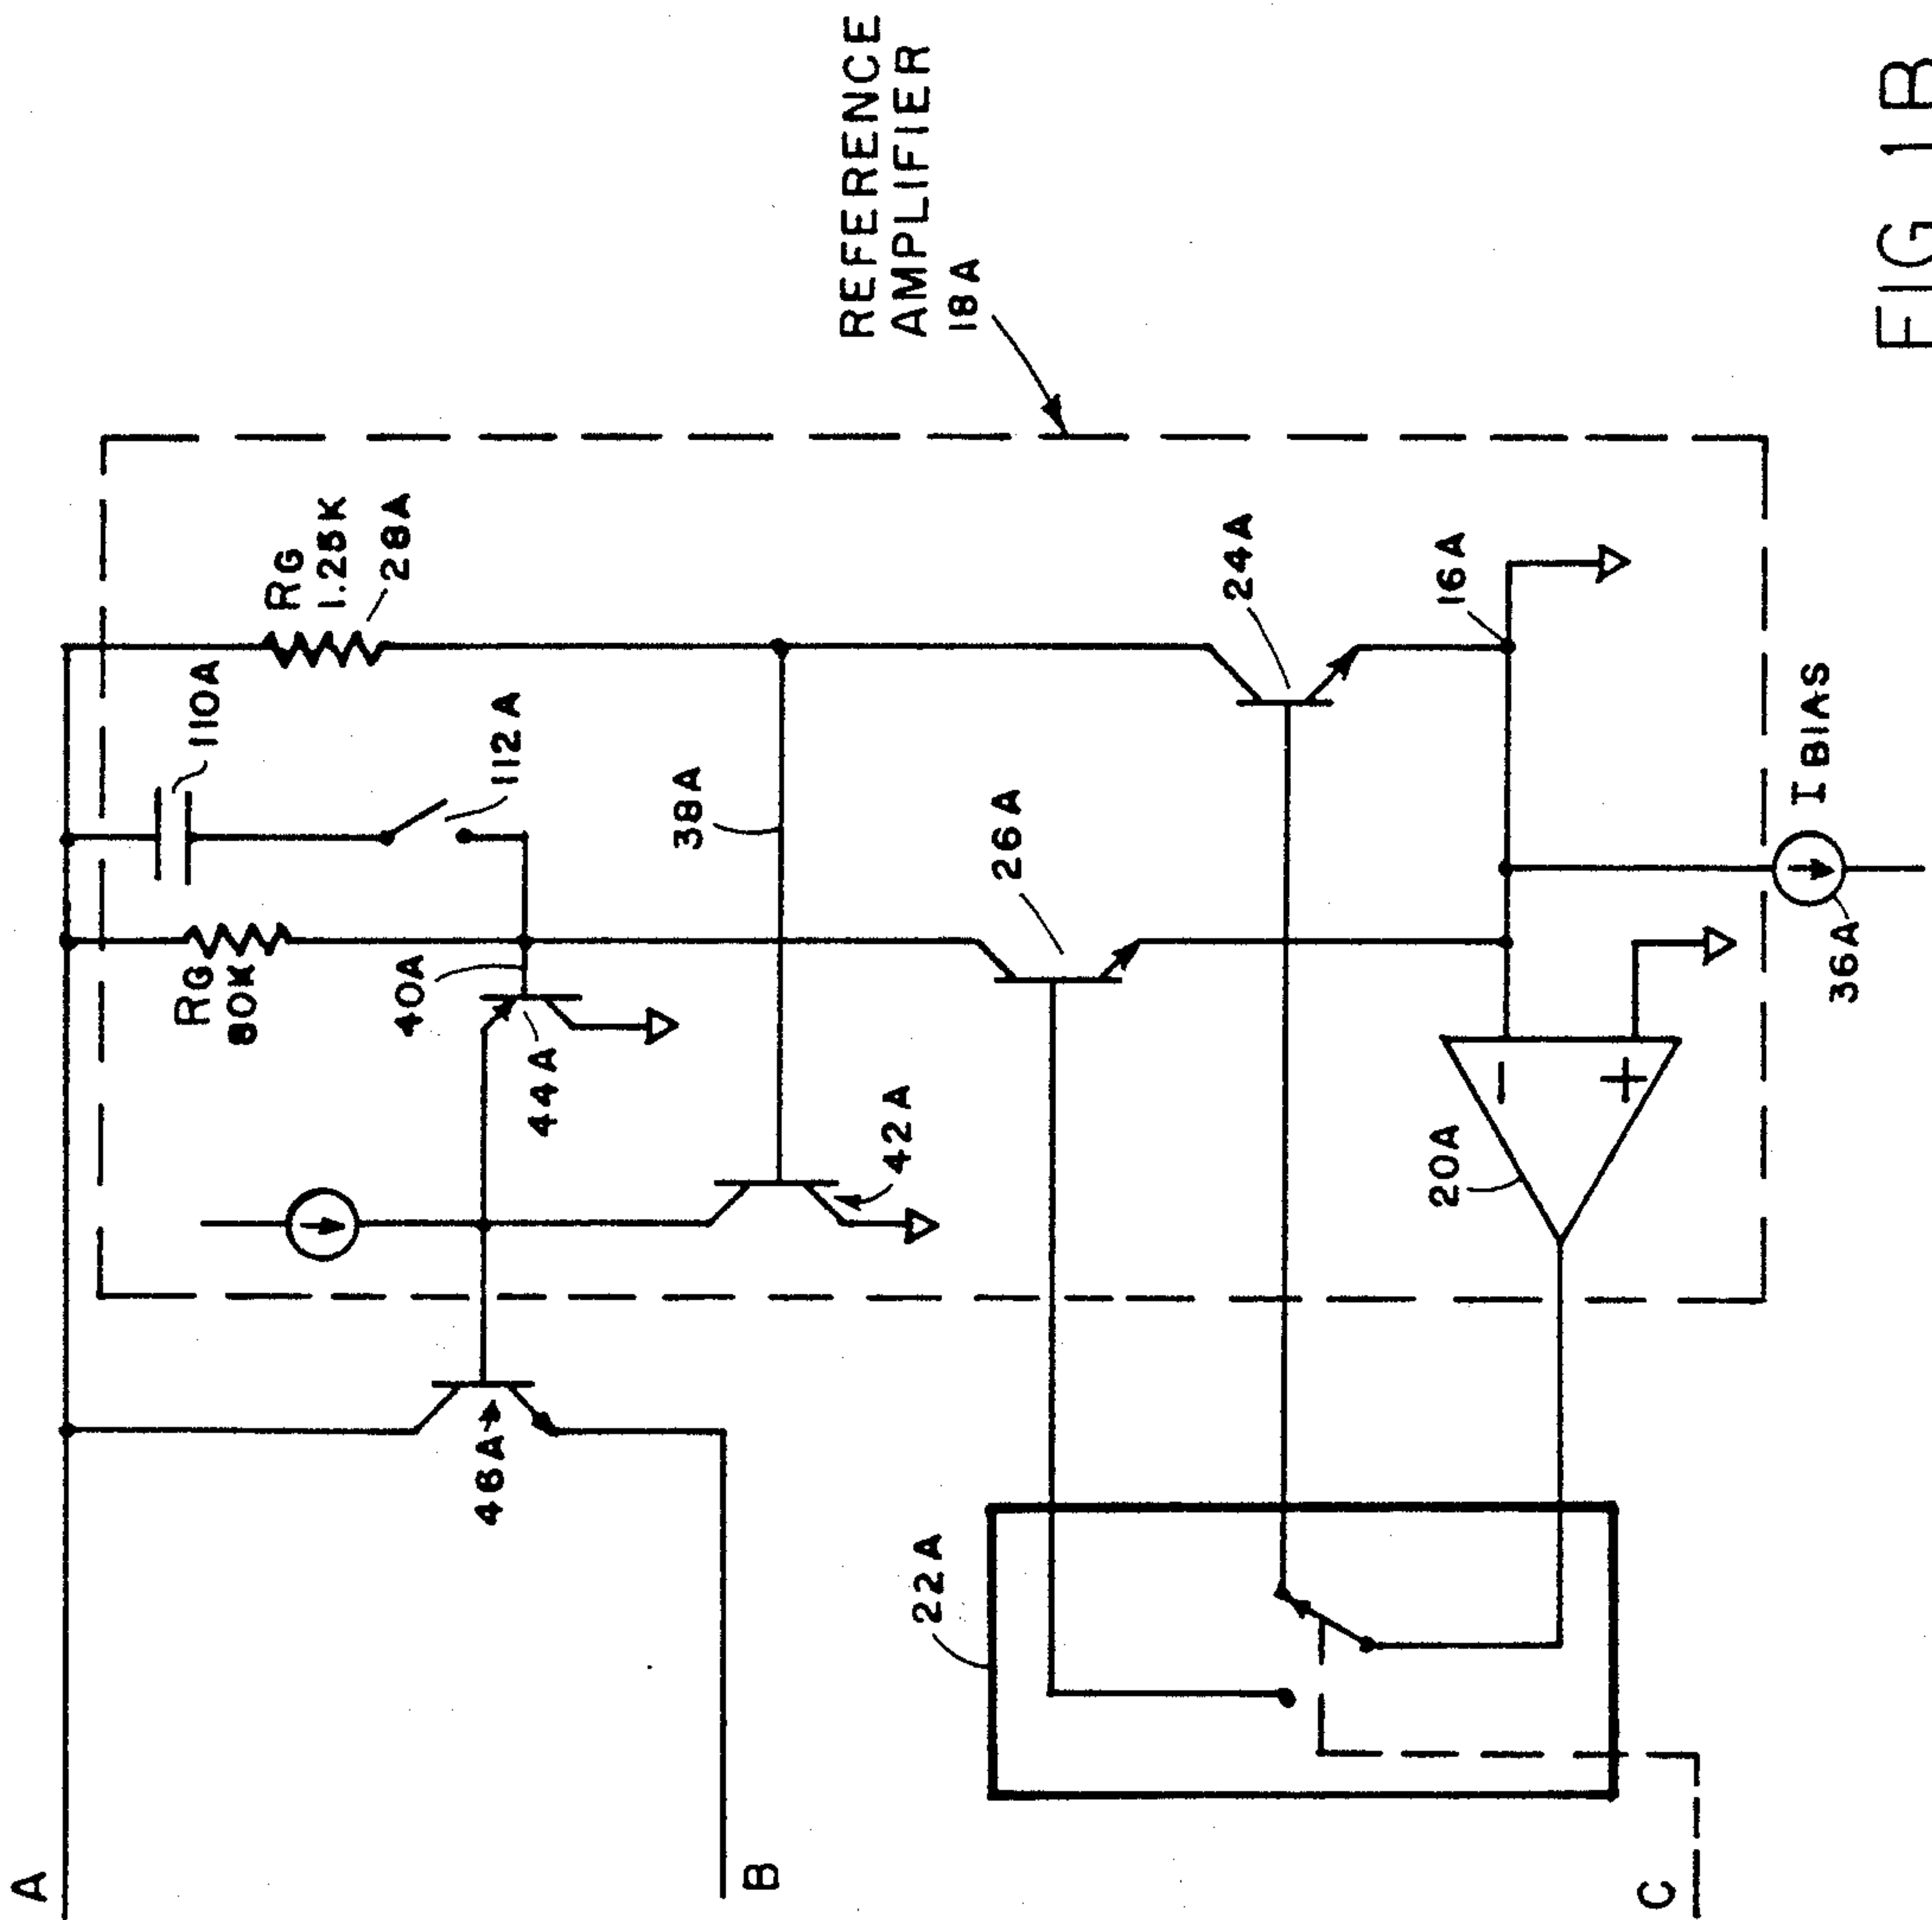 A
RG
80K
RG
1.25K
28A
110A
112A
40A
44A
38A
42A
46A
26A
24A
16A
22A
20A
−
+
I BIAS
36A
B
C
REFERENCE
AMPLIFIER
18A
FIG 1B